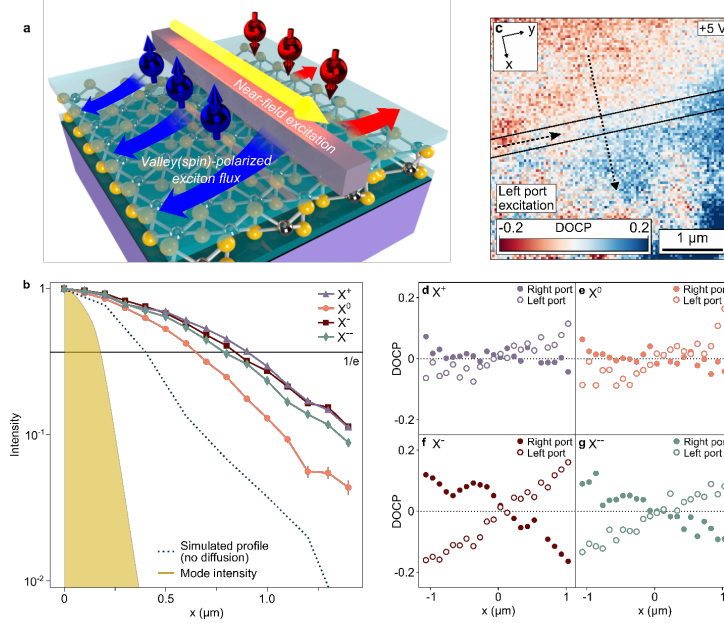 a
Near-field excitation
Valley(spin)-polarized
exciton flux
c
y
x
+5 V
Left port
excitation
-0.2
DOCP
0.2
1 µm
b
1
10⁻¹
10⁻²
Intensity
X⁺
X⁰
X⁻
X⁻⁻
1/e
Simulated profile
(no diffusion)
Mode intensity
0
0.5
1.0
x (µm)
d X⁺
Right port
Left port
e X⁰
Right port
Left port
0.2
0
-0.2
DOCP
f X⁻
Right port
Left port
g X⁻⁻
Right port
Left port
0.2
0
-0.2
DOCP
-1
0
1
x (µm)
-1
0
1
x (µm)